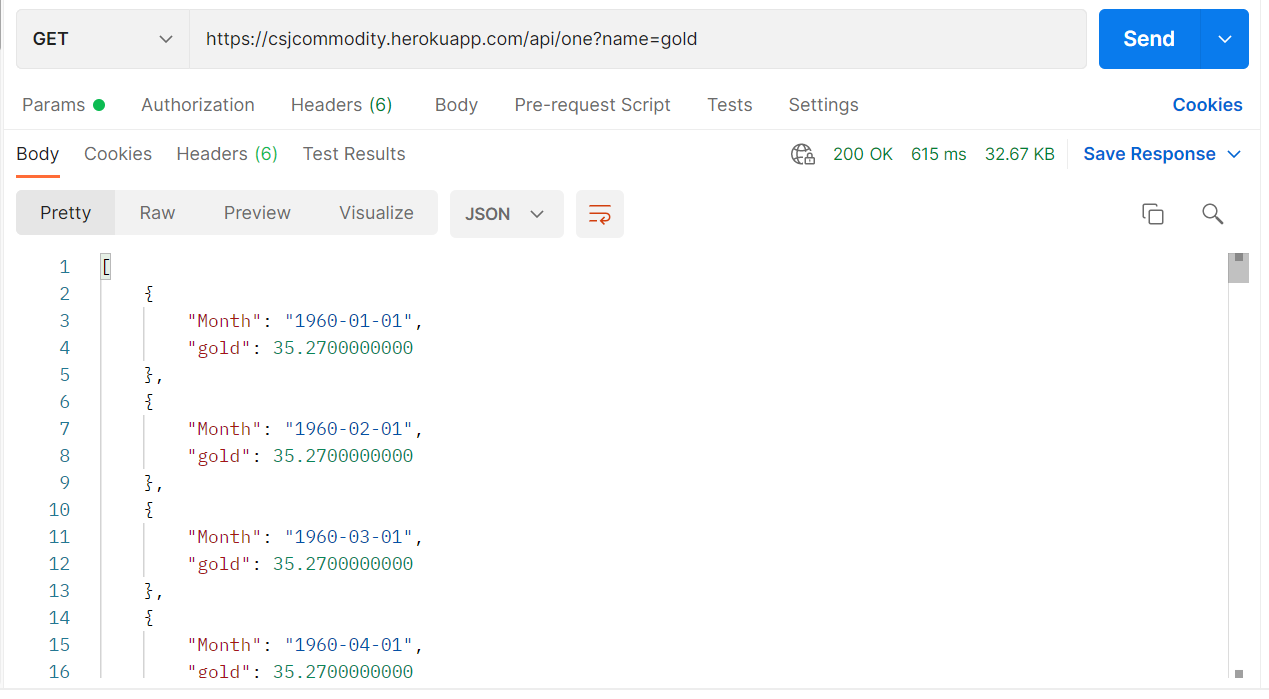 GET https://csjcommodity.herokuapp.com/api/one?name=gold Send
Params Authorization Headers (6) Body Pre-request Script Tests Settings Cookies
Body Cookies Headers (6) Test Results 200 OK 615 ms 32.67 KB Save Response
Pretty Raw Preview Visualize JSON
1 [
2 {
3 "Month": "1960-01-01",
4 "gold": 35.2700000000
5 },
6 {
7 "Month": "1960-02-01",
8 "gold": 35.2700000000
9 },
10 {
11 "Month": "1960-03-01",
12 "gold": 35.2700000000
13 },
14 {
15 "Month": "1960-04-01",
16 "gold": 35.2700000000